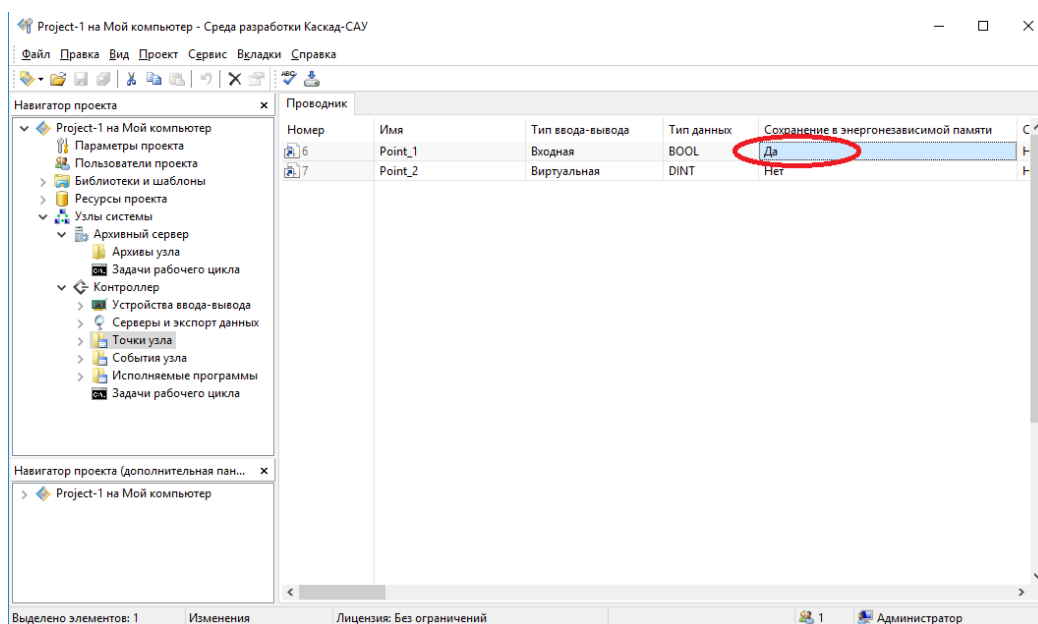 Project-1 на Мой компьютер - Среда разработки Каскад-САУ
Файл Правка Вид Проект Сервис Вкладки Справка
Навигатор проекта
Project-1 на Мой компьютер
Параметры проекта
Пользователи проекта
Библиотеки и шаблоны
Ресурсы проекта
Узлы системы
Архивный сервер
Архивы узла
Задачи рабочего цикла
Контроллер
Устройства ввода-вывода
Серверы и экспорт данных
Точки узла
События узла
Исполняемые программы
Задачи рабочего цикла
Навигатор проекта (дополнительная пан...
Project-1 на Мой компьютер
Проводник
Номер Имя Тип ввода-вывода Тип данных Сохранение в энергонезависимой памяти С
6 Point_1 Входная BOOL Да Н
7 Point_2 Виртуальная DINT Нет Н
Выделено элементов: 1 Изменения Лицензия: Без ограничений 1 Администратор